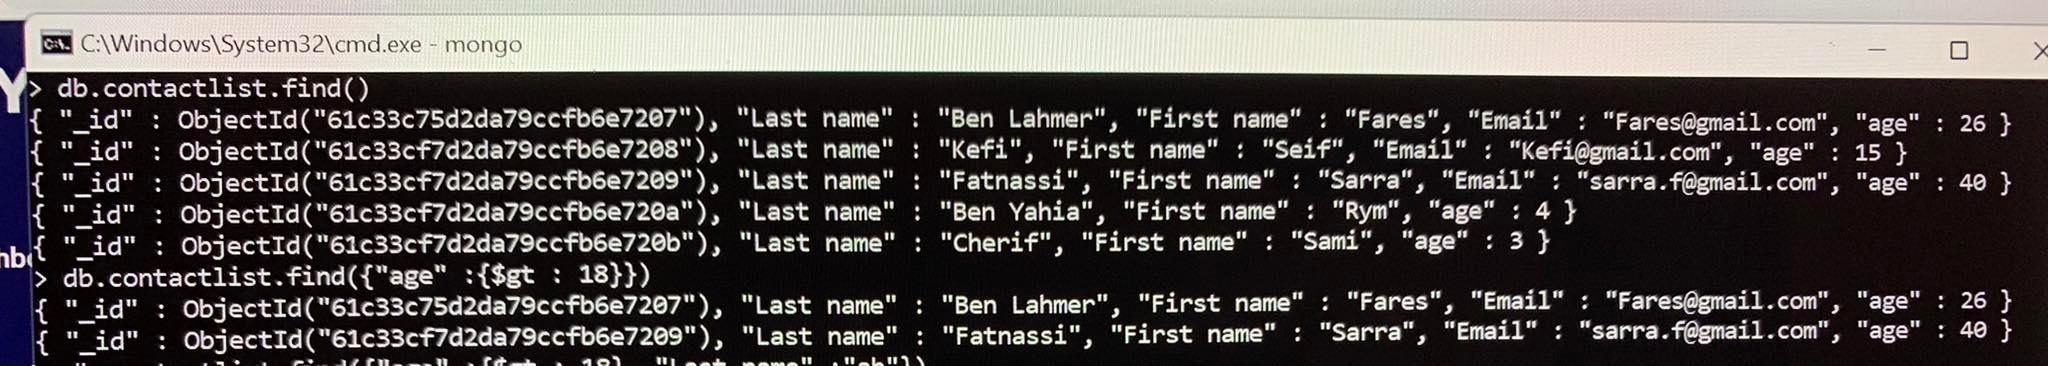 C:\Windows\System32\cmd.exe - mongo
> db.contactlist.find()
{ "_id" : ObjectId("61c33c75d2da79ccfb6e7207"), "Last name" : "Ben Lahmer", "First name" : "Fares", "Email" : "Fares@gmail.com", "age" : 26 }
{ "_id" : ObjectId("61c33cf7d2da79ccfb6e7208"), "Last name" : "Kefi", "First name" : "Seif", "Email" : "Kefi@gmail.com", "age" : 15 }
{ "_id" : ObjectId("61c33cf7d2da79ccfb6e7209"), "Last name" : "Fatnassi", "First name" : "Sarra", "Email" : "sarra.f@gmail.com", "age" : 40 }
{ "_id" : ObjectId("61c33cf7d2da79ccfb6e720a"), "Last name" : "Ben Yahia", "First name" : "Rym", "age" : 4 }
{ "_id" : ObjectId("61c33cf7d2da79ccfb6e720b"), "Last name" : "Cherif", "First name" : "Sami", "age" : 3 }
> db.contactlist.find({"age" :{$gt : 18}})
{ "_id" : ObjectId("61c33c75d2da79ccfb6e7207"), "Last name" : "Ben Lahmer", "First name" : "Fares", "Email" : "Fares@gmail.com", "age" : 26 }
{ "_id" : ObjectId("61c33cf7d2da79ccfb6e7209"), "Last name" : "Fatnassi", "First name" : "Sarra", "Email" : "sarra.f@gmail.com", "age" : 40 }